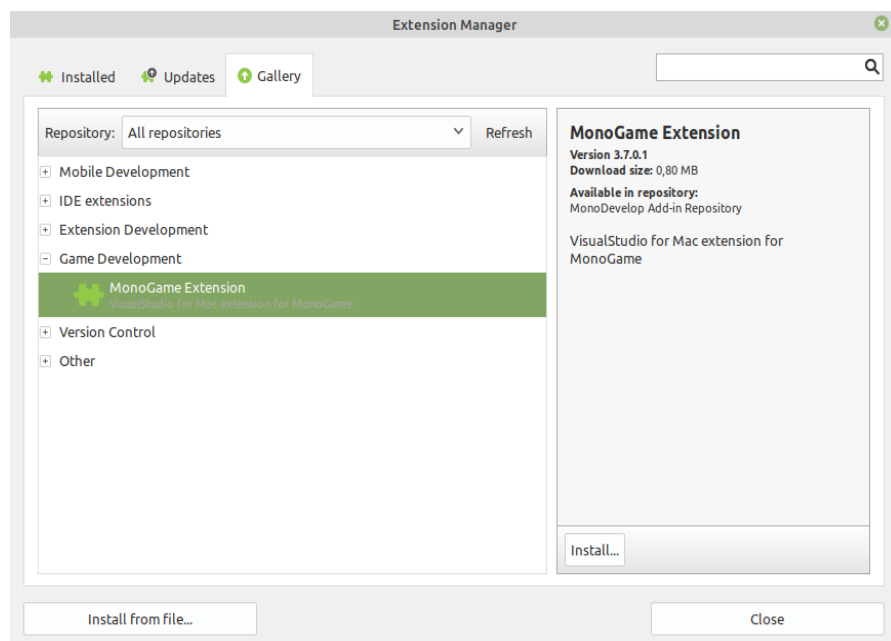 Extension Manager
Installed
Updates
Gallery
Repository: All repositories
Refresh
Mobile Development
IDE extensions
Extension Development
Game Development
MonoGame Extension
VisualStudio for Mac extension for MonoGame
Version Control
Other
MonoGame Extension
Version 3.7.0.1
Download size: 0,80 MB
Available in repository:
MonoDevelop Add-in Repository
VisualStudio for Mac extension for
MonoGame
Install...
Install from file...
Close